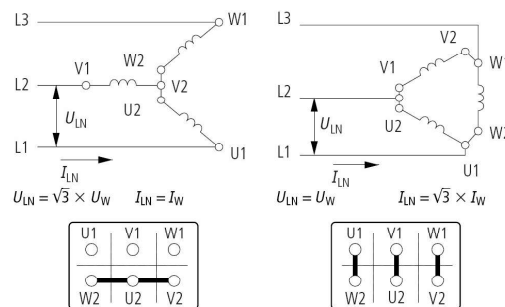 L3
W1
W2
V1
L2
V2
U2
U_LN
L1
U1
I_LN
U_LN = √3 × U_W I_LN = I_W
U1 V1 W1
W2 U2 V2
L3
V2
W1
V1
L2
U2
U_LN
W2
L1
U1
I_LN
U_LN = U_W I_LN = √3 × I_W
U1 V1 W1
W2 U2 V2